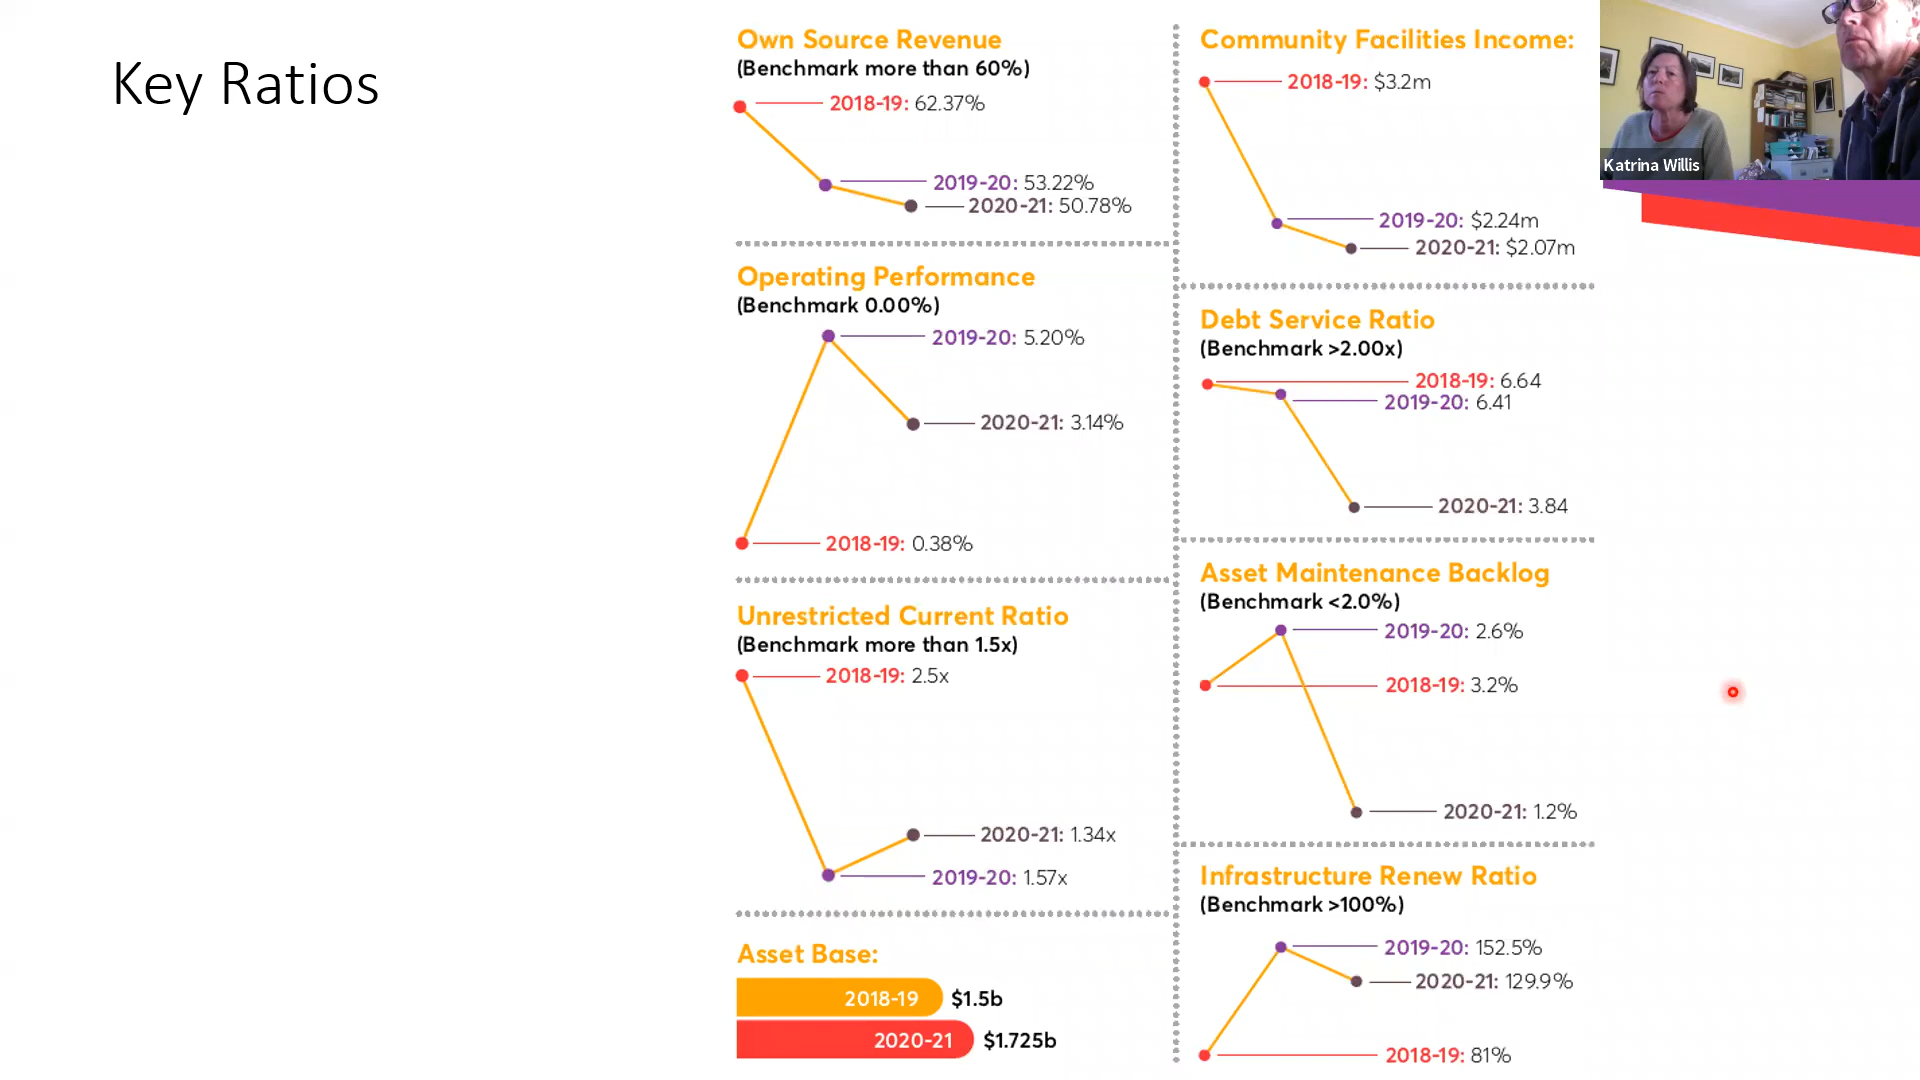 Key Ratios
Own Source Revenue
(Benchmark more than 60%)
2018-19: 62.37%
2019-20: 53.22%
2020-21: 50.78%
Operating Performance
(Benchmark 0.00%)
2019-20: 5.20%
2020-21: 3.14%
2018-19: 0.38%
Unrestricted Current Ratio
(Benchmark more than 1.5x)
2018-19: 2.5x
2020-21: 1.34x
2019-20: 1.57x
Asset Base:
2018-19 $1.5b
2020-21 $1.725b
Community Facilities Income:
2018-19: $3.2m
2019-20: $2.24m
2020-21: $2.07m
Debt Service Ratio
(Benchmark >2.00x)
2018-19: 6.64
2019-20: 6.41
2020-21: 3.84
Asset Maintenance Backlog
(Benchmark <2.0%)
2019-20: 2.6%
2018-19: 3.2%
2020-21: 1.2%
Infrastructure Renew Ratio
(Benchmark >100%)
2019-20: 152.5%
2020-21: 129.9%
2018-19: 81%
Katrina Willis